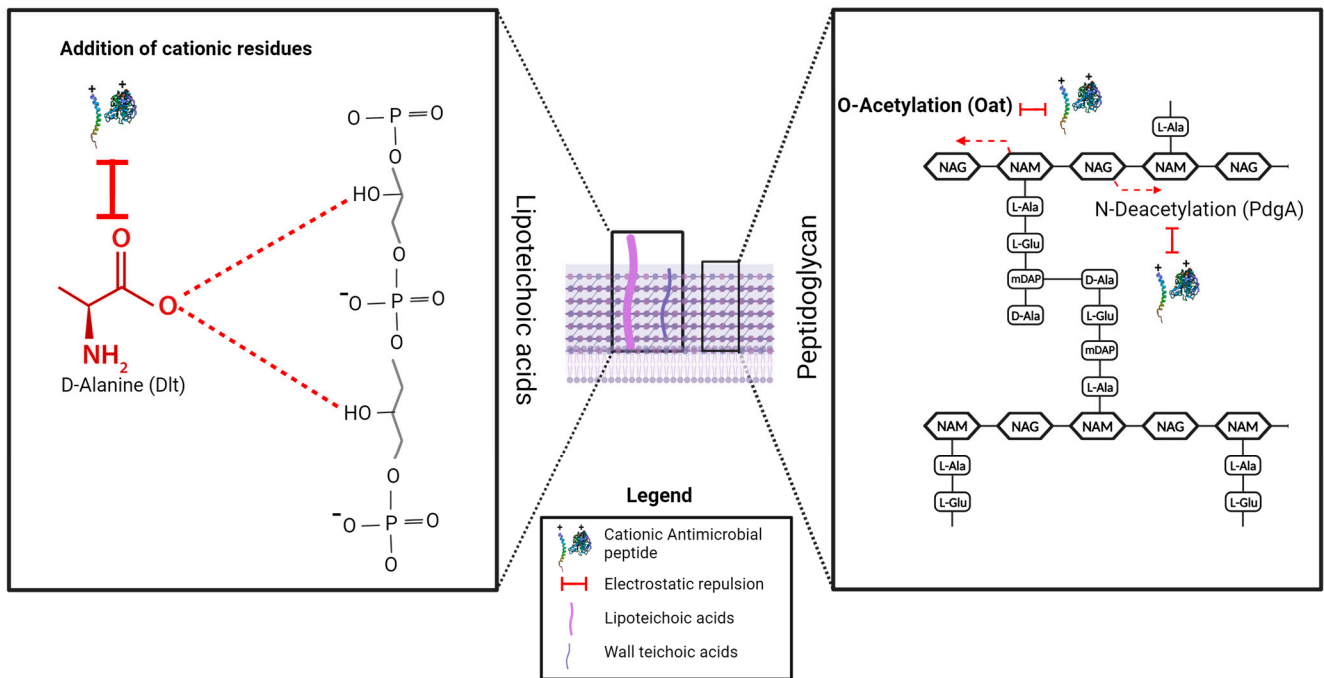 Addition of cationic residues
+
+
O
P
O
O
O
HO
O
-O
P
O
O
HO
O
-O
P
O
O
O
O
NH2
D-Alanine (Dlt)
Lipoteichoic acids
Peptidoglycan
O-Acetylation (Oat)
+
+
L-Ala
NAG
NAM
NAG
NAM
NAG
L-Ala
N-Deacetylation (PdgA)
L-Glu
+
+
mDAP
D-Ala
D-Ala
L-Glu
mDAP
L-Ala
NAM
NAG
NAM
NAG
NAM
L-Ala
L-Ala
L-Glu
L-Glu
Legend
+
+
Cationic Antimicrobial
peptide
Electrostatic repulsion
Lipoteichoic acids
Wall teichoic acids